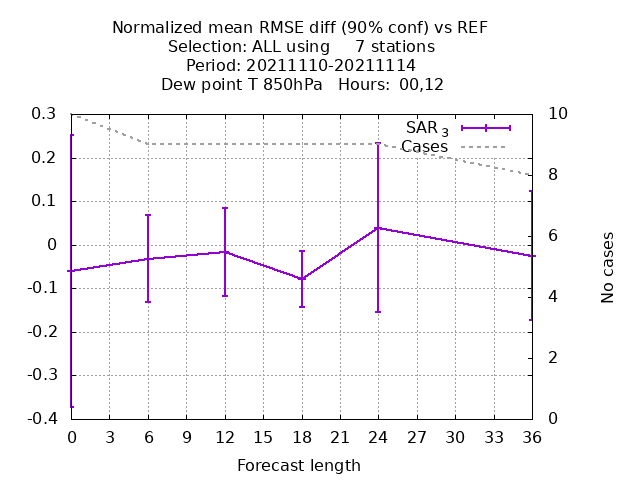 Normalized mean RMSE diff (90% conf) vs REF
Selection: ALL using     7 stations
Period: 20211110-20211114
Dew point T 850hPa   Hours:  00,12
0.3
0.2
0.1
0
-0.1
-0.2
-0.3
-0.4
SAR 3
Cases
10
8
6
4
2
0
No cases
0 3 6 9 12 15 18 21 24 27 30 33 36
Forecast length